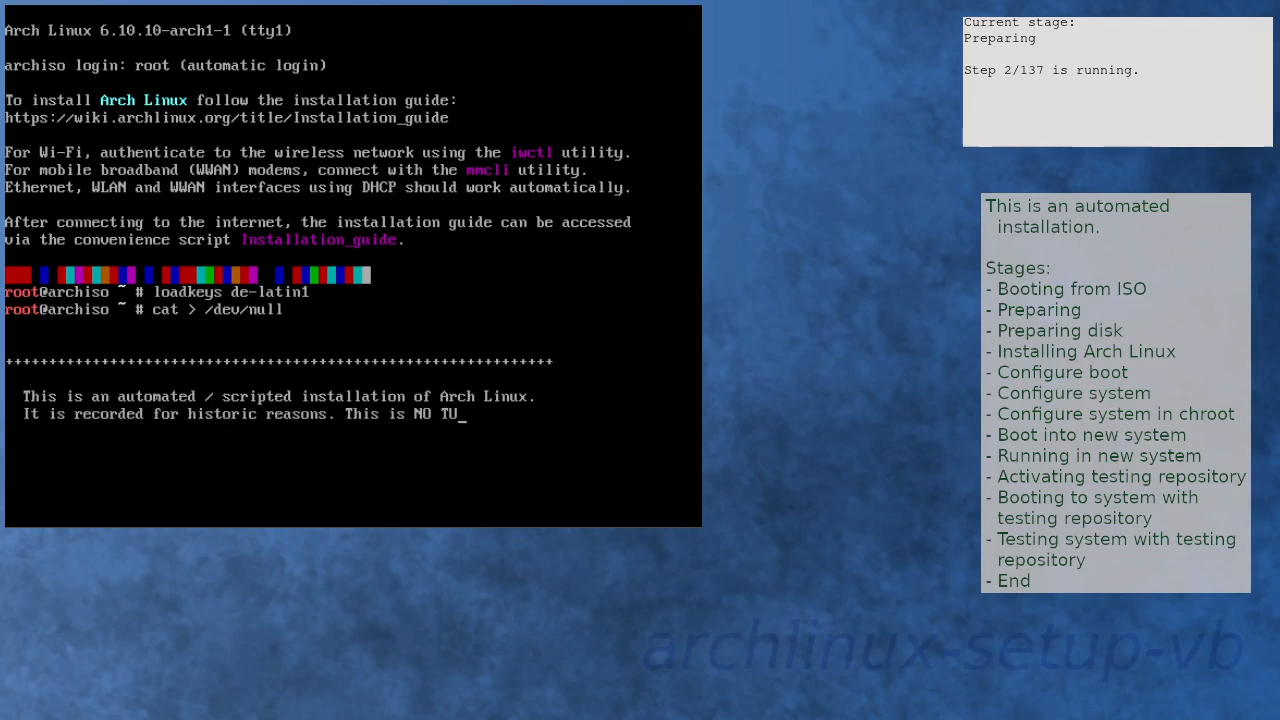 Arch Linux 6.10.10-arch1-1 (tty1)
archiso login: root (automatic login)
To install Arch Linux follow the installation guide:
https://wiki.archlinux.org/title/Installation_guide
For Wi-Fi, authenticate to the wireless network using the iwctl utility.
For mobile broadband (WWAN) modems, connect with the mmcli utility.
Ethernet, WLAN and WWAN interfaces using DHCP should work automatically.
After connecting to the internet, the installation guide can be accessed
via the convenience script Installation_guide.
root@archiso ~ # loadkeys de-latin1
root@archiso ~ # cat > /dev/null
+++++++++++++++++++++++++++++++++++++++++++++++++++++++++++++++
This is an automated / scripted installation of Arch Linux.
It is recorded for historic reasons. This is NO TU_
Current stage:
Preparing
Step 2/137 is running.
This is an automated
installation.
Stages:
- Booting from ISO
- Preparing
- Preparing disk
- Installing Arch Linux
- Configure boot
- Configure system
- Configure system in chroot
- Boot into new system
- Running in new system
- Activating testing repository
- Booting to system with
testing repository
- Testing system with testing
repository
- End
archlinux-setup-vb